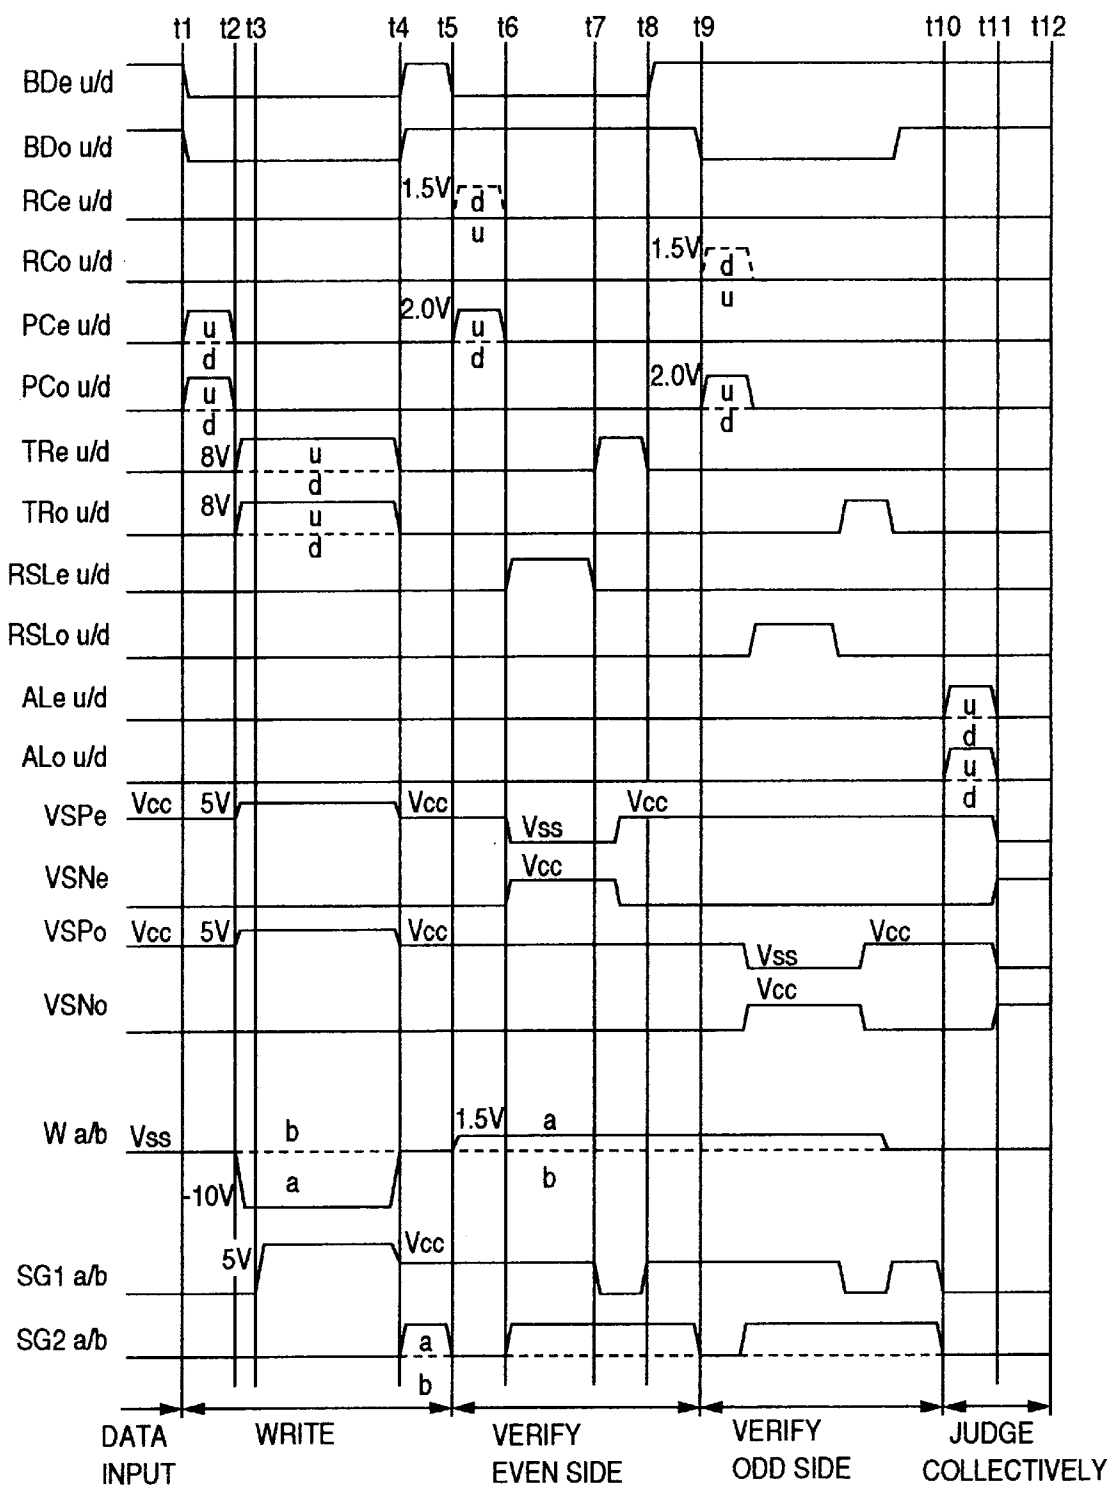 t1 t2 t3 t4 t5 t6 t7 t8 t9 t10 t11 t12
BDe u/d
BDo u/d
RCe u/d 1.5V d
u
RCo u/d 1.5V d
u
PCe u/d u 2.0V u
d d
PCo u/d u 2.0V u
d d
TRe u/d 8V u
d
TRo u/d 8V u
d
RSLe u/d
RSLo u/d
ALe u/d u
d
ALo u/d u
d
VSPe Vcc 5V Vcc Vss Vcc
VSNe Vcc
VSPo Vcc 5V Vcc Vss Vcc
VSNo Vcc
W a/b Vss b 1.5V a
-10V a b
SG1 a/b 5V Vcc
SG2 a/b a
b
DATA INPUT
WRITE
VERIFY
EVEN SIDE
VERIFY
ODD SIDE
JUDGE
COLLECTIVELY